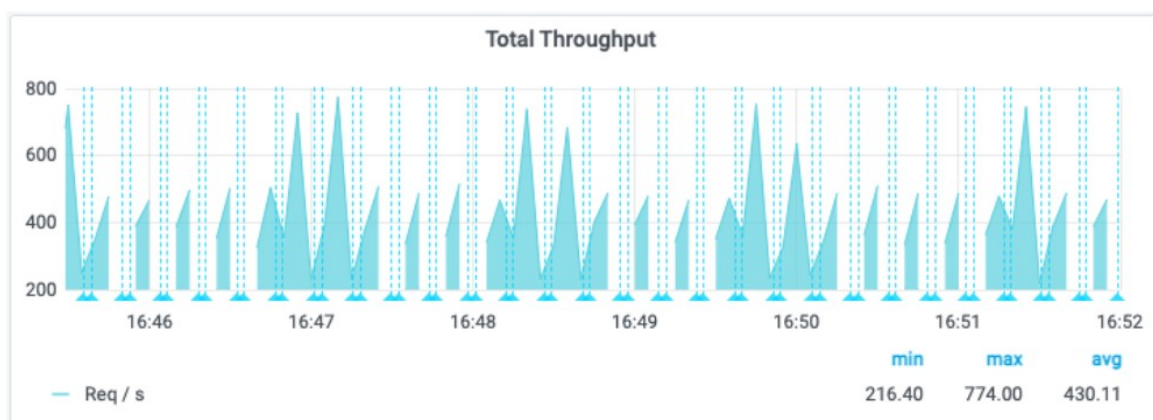 Total Throughput
800
600
400
200
16:46 16:47 16:48 16:49 16:50 16:51 16:52
min max avg
Req / s 216.40 774.00 430.11